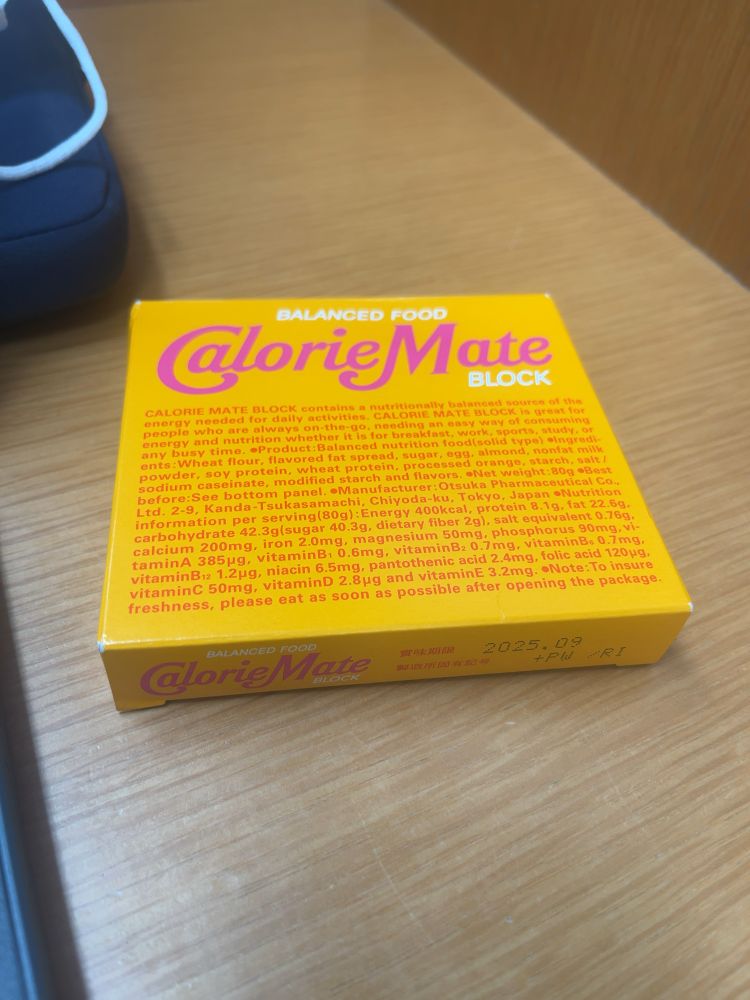 BALANCED FOOD
CalorieMate
BLOCK
CALORIE MATE BLOCK contains a nutritionally balanced source of the
energy needed for daily activities. CALORIE MATE BLOCK is great for
people who are always on-the-go, needing an easy way of consuming
energy and nutrition whether it is for breakfast, work, sports, study, or
any busy time. ●Product:Balanced nutrition food(solid type) ●Ingredi-
ents:Wheat flour, flavored fat spread, sugar, egg, almond, nonfat milk
powder, soy protein, wheat protein, processed orange, starch, salt/
sodium caseinate, modified starch and flavors. ●Net weight:80g ●Best
before:See bottom panel. ●Manufacturer:Otsuka Pharmaceutical Co.,
Ltd. 2-9, Kanda-Tsukasamachi, Chiyoda-ku, Tokyo, Japan ●Nutrition
information per serving(80g):Energy 400kcal, protein 8.1g, fat 22.6g,
carbohydrate 42.3g(sugar 40.3g, dietary fiber 2g), salt equivalent 0.76g,
calcium 200mg, iron 2.0mg, magnesium 50mg, phosphorus 90mg, vi-
taminA 385μg, vitaminB₁ 0.6mg, vitaminB₂ 0.7mg, vitaminB₆ 0.7mg,
vitaminB₁₂ 1.2μg, niacin 6.5mg, pantothenic acid 2.4mg, folic acid 120μg,
vitaminC 50mg, vitaminD 2.8μg and vitaminE 3.2mg. ●Note:To insure
freshness, please eat as soon as possible after opening the package.
BALANCED FOOD
CalorieMate
BLOCK
賞味期限 2025.09
製造所固有記号 +PW /RI